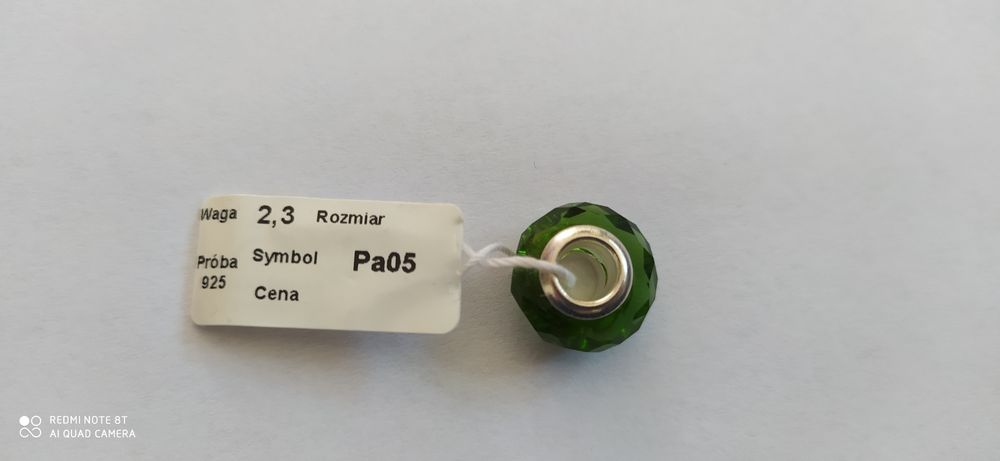 Waga 2,3 Rozmiar
Próba 925 Symbol Pa05
Cena
REDMI NOTE 8T
AI QUAD CAMERA